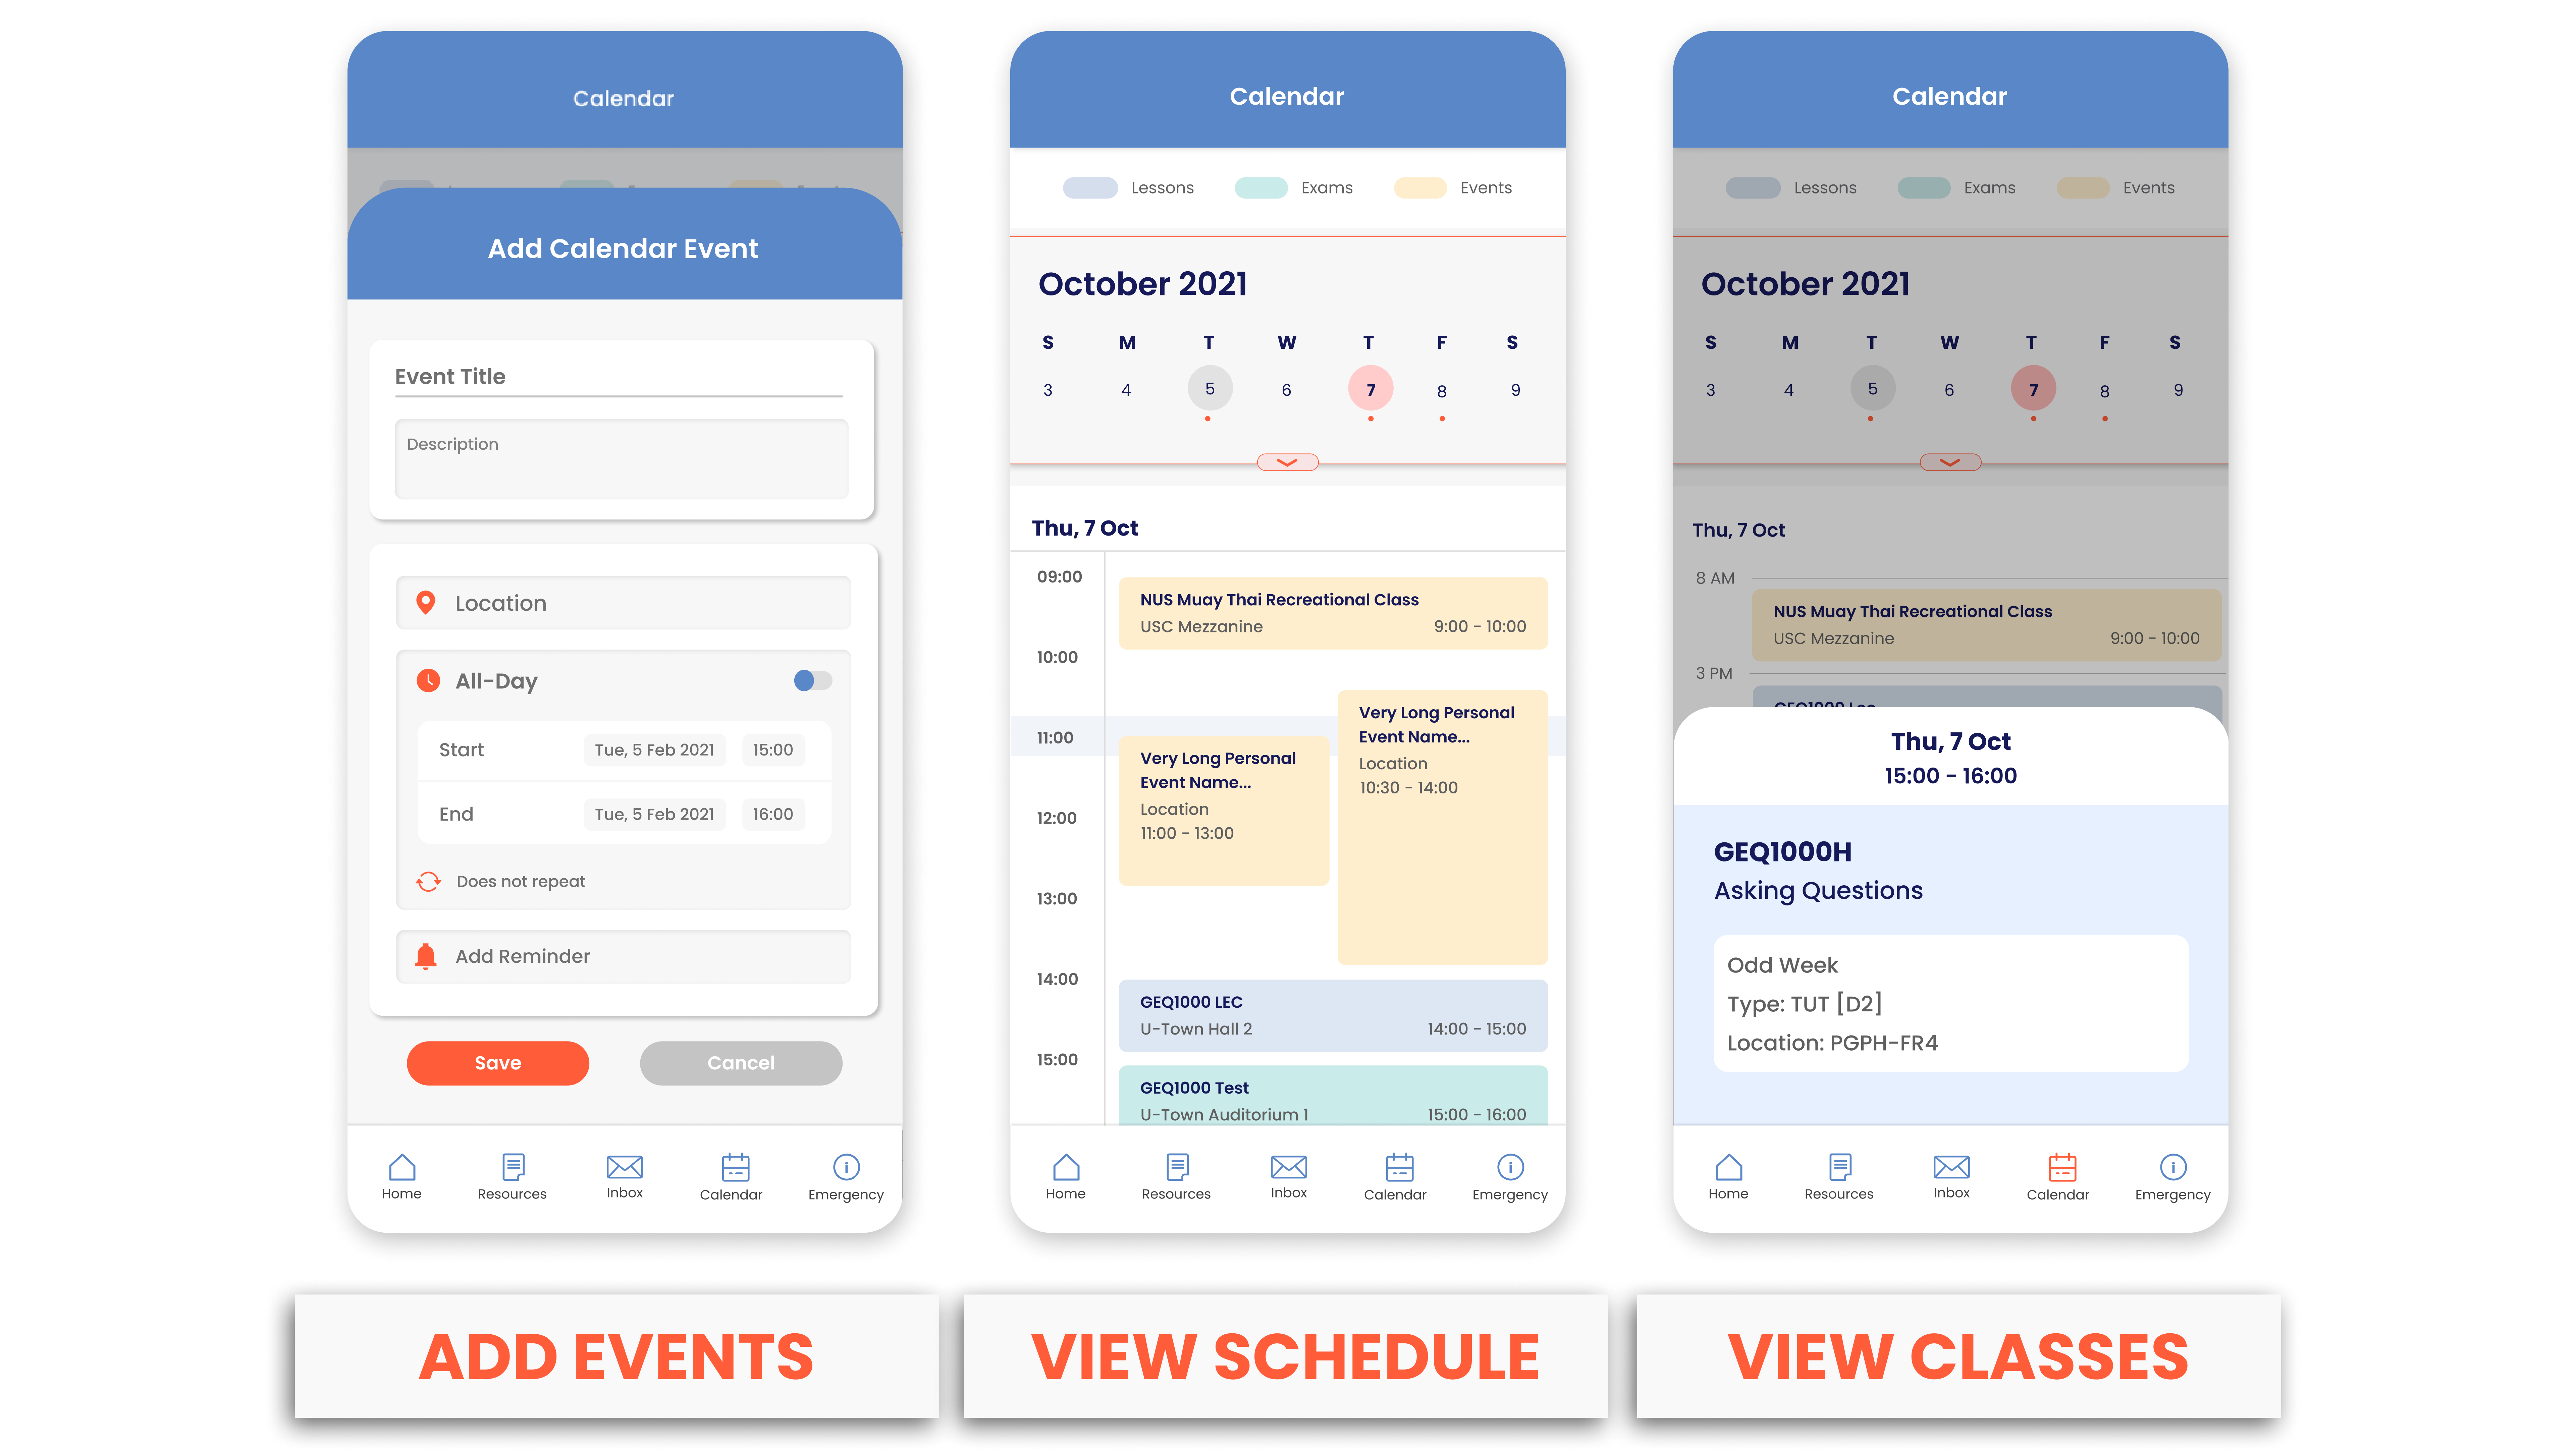 Calendar
Add Calendar Event
Event Title
Description
Location
All-Day
Start Tue, 5 Feb 2021 15:00
End Tue, 5 Feb 2021 16:00
Does not repeat
Add Reminder
Save Cancel
Home Resources Inbox Calendar Emergency
ADD EVENTS
Calendar
Lessons Exams Events
October 2021
S M T W T F S
3 4 5 6 7 8 9
Thu, 7 Oct
09:00
NUS Muay Thai Recreational Class
USC Mezzanine 9:00 - 10:00
10:00
Very Long Personal
Event Name...
Location
10:30 - 14:00
11:00
Very Long Personal
Event Name...
Location
11:00 - 13:00
12:00
13:00
14:00
GEQ1000 LEC
U-Town Hall 2 14:00 - 15:00
15:00
GEQ1000 Test
U-Town Auditorium 1 15:00 - 16:00
Home Resources Inbox Calendar Emergency
VIEW SCHEDULE
Calendar
Lessons Exams Events
October 2021
S M T W T F S
3 4 5 6 7 8 9
Thu, 7 Oct
8 AM
NUS Muay Thai Recreational Class
USC Mezzanine 9:00 - 10:00
3 PM
Thu, 7 Oct
15:00 - 16:00
GEQ1000H
Asking Questions
Odd Week
Type: TUT [D2]
Location: PGPH-FR4
Home Resources Inbox Calendar Emergency
VIEW CLASSES